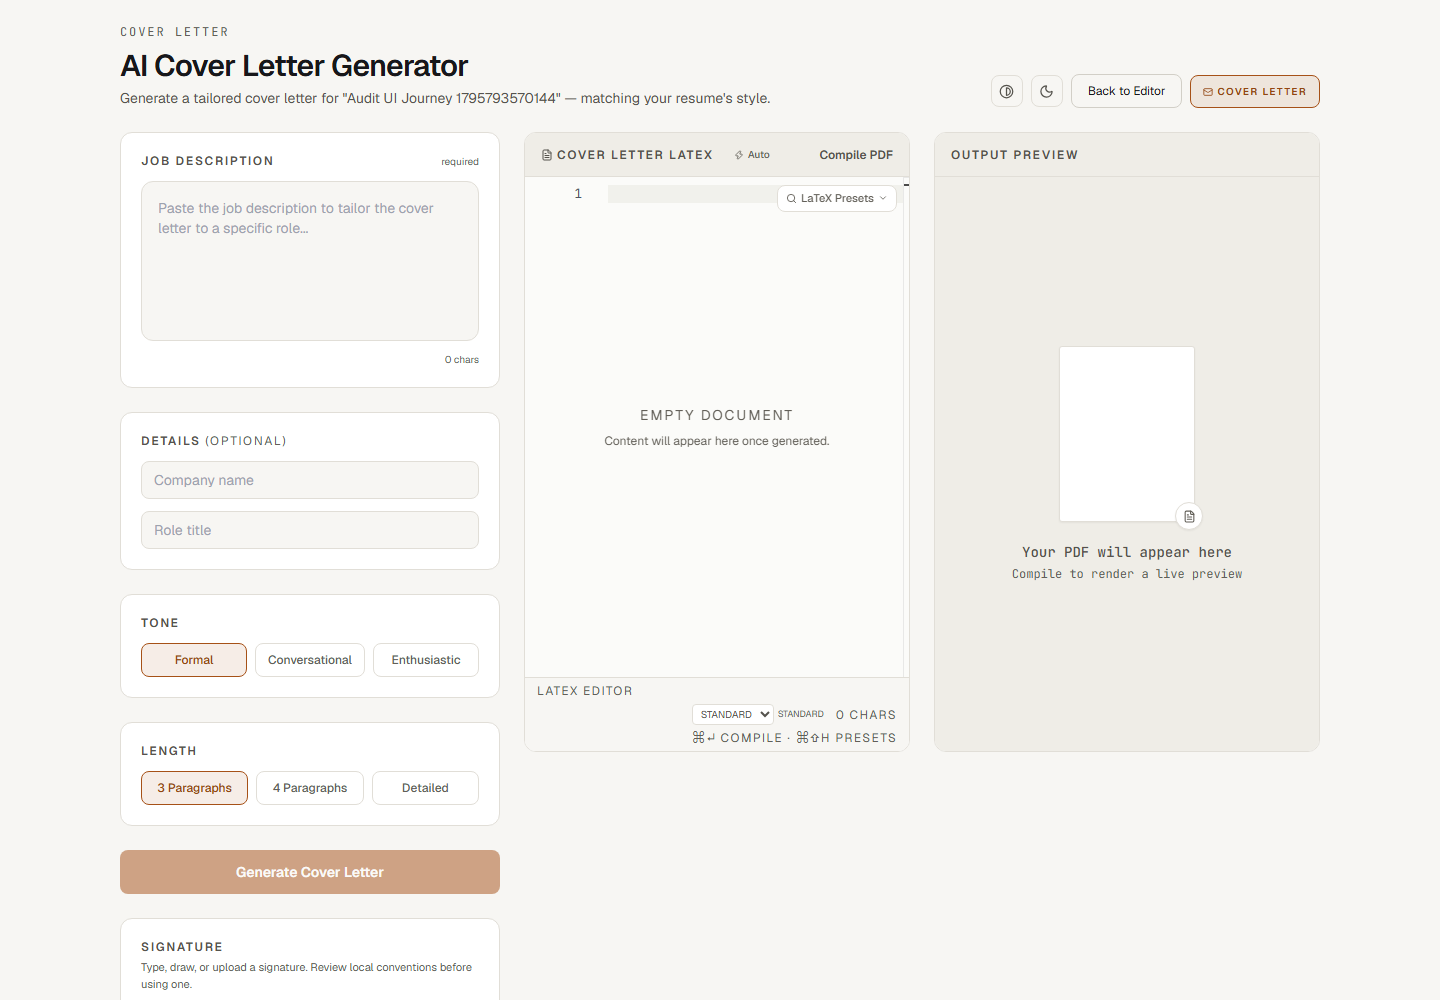 COVER LETTER
AI Cover Letter Generator
Generate a tailored cover letter for "Audit UI Journey 1795793570144" — matching your resume's style.
Back to Editor
COVER LETTER
JOB DESCRIPTION
required
Paste the job description to tailor the cover
letter to a specific role...
0 chars
DETAILS (OPTIONAL)
Company name
Role title
TONE
Formal
Conversational
Enthusiastic
LENGTH
3 Paragraphs
4 Paragraphs
Detailed
Generate Cover Letter
SIGNATURE
Type, draw, or upload a signature. Review local conventions before
using one.
COVER LETTER LATEX
Auto
Compile PDF
1
LaTeX Presets
EMPTY DOCUMENT
Content will appear here once generated.
LATEX EDITOR
STANDARD
STANDARD
0 CHARS
⌘↵ COMPILE · ⌘⇧H PRESETS
OUTPUT PREVIEW
Your PDF will appear here
Compile to render a live preview